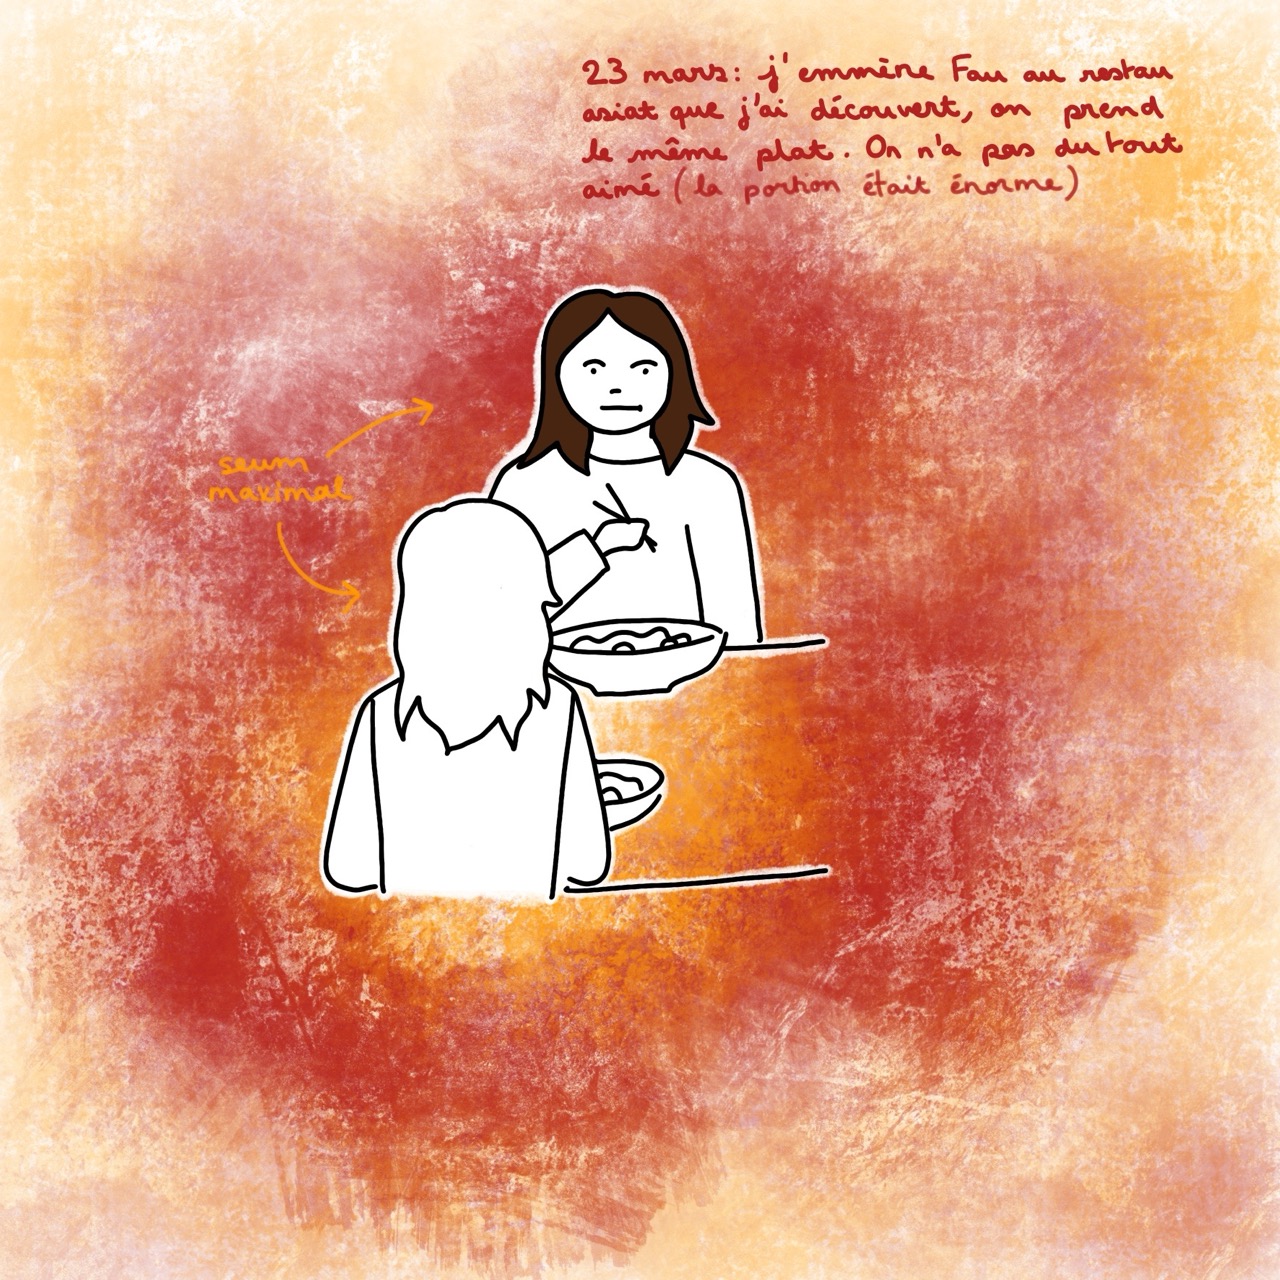 23 mars : j'emmène Fau au restau
asiat que j'ai découvert, on prend
le même plat. On n'a pas du tout
aimé (la portion était énorme)
seum
maximal